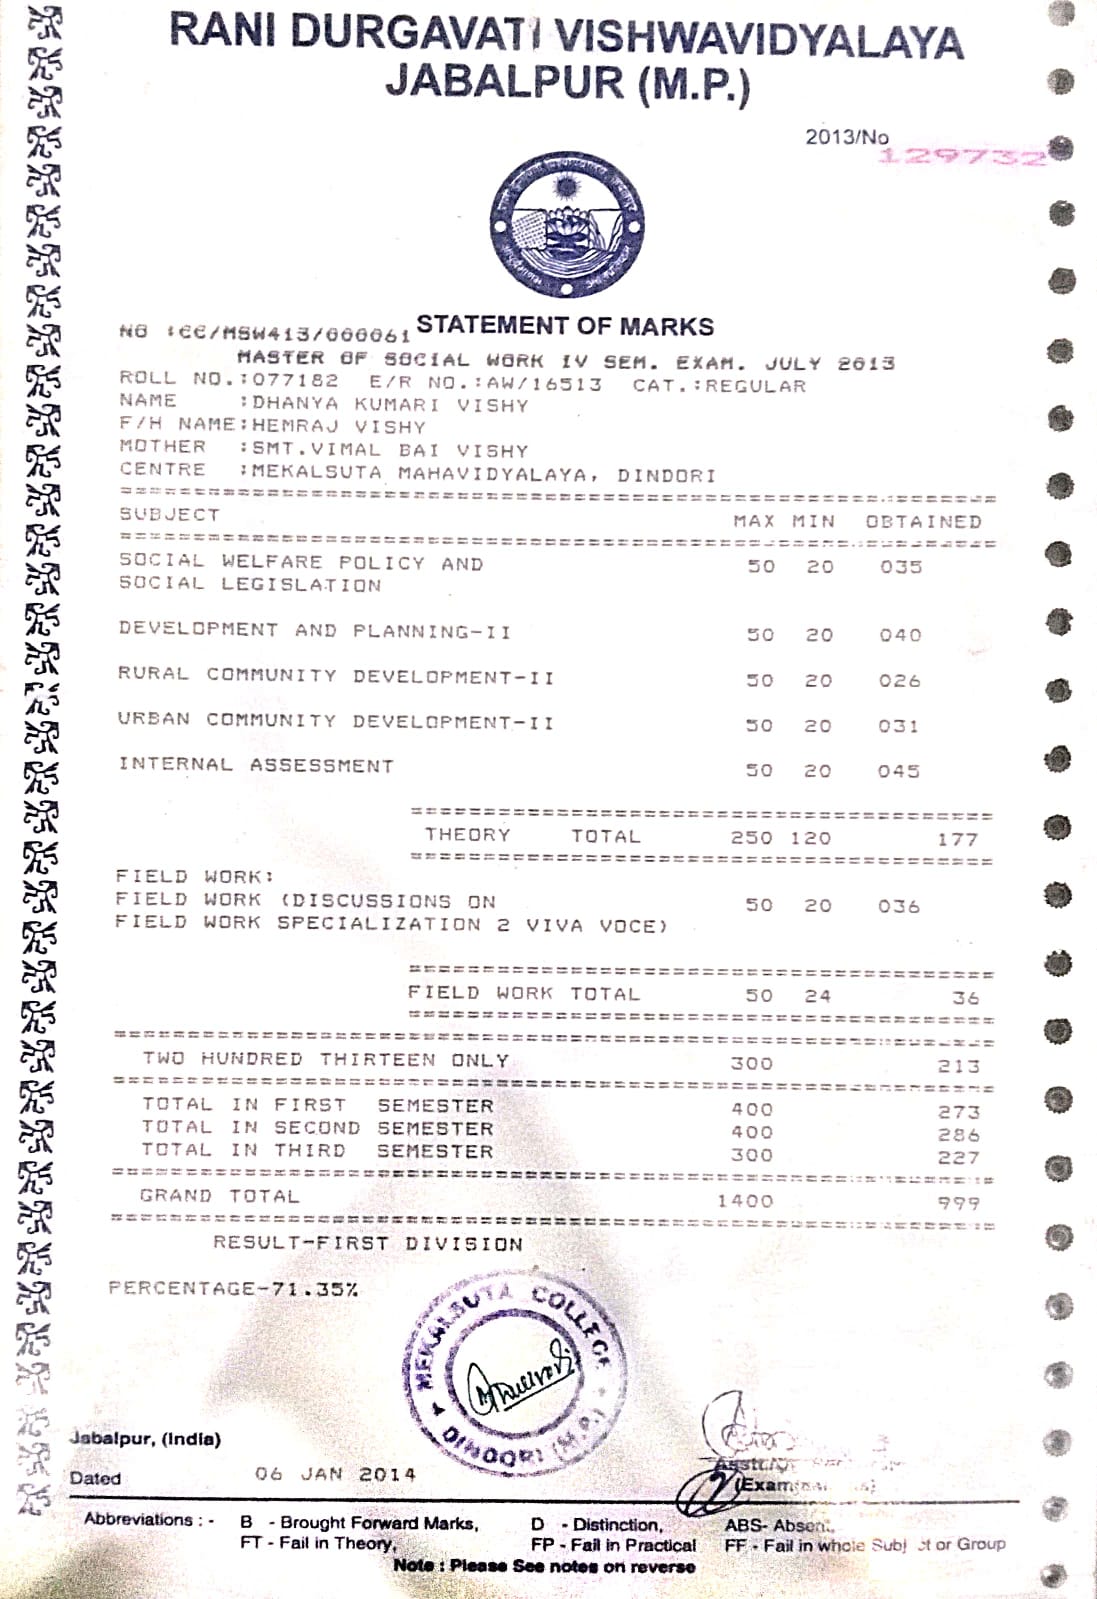 RANI DURGAVATI VISHWAVIDYALAYA
JABALPUR (M.P.)
2013/No
129732
NO :CC/MSW413/000061 STATEMENT OF MARKS
MASTER OF SOCIAL WORK IV SEM. EXAM. JULY 2013
ROLL NO.:077182 E/R NO.:AW/16513 CAT.:REGULAR
NAME :DHANYA KUMARI VISHY
F/H NAME:HEMRAJ VISHY
MOTHER :SMT.VIMAL BAI VISHY
CENTRE :MEKALSUTA MAHAVIDYALAYA, DINDORI
SUBJECT MAX MIN OBTAINED
SOCIAL WELFARE POLICY AND 50 20 035
SOCIAL LEGISLATION
DEVELOPMENT AND PLANNING-II 50 20 040
RURAL COMMUNITY DEVELOPMENT-II 50 20 026
URBAN COMMUNITY DEVELOPMENT-II 50 20 031
INTERNAL ASSESSMENT 50 20 045
THEORY TOTAL 250 120 177
FIELD WORK:
FIELD WORK (DISCUSSIONS ON 50 20 036
FIELD WORK SPECIALIZATION 2 VIVA VOCE)
FIELD WORK TOTAL 50 24 36
TWO HUNDRED THIRTEEN ONLY 300 213
TOTAL IN FIRST SEMESTER 400 273
TOTAL IN SECOND SEMESTER 400 286
TOTAL IN THIRD SEMESTER 300 227
GRAND TOTAL 1400 999
RESULT-FIRST DIVISION
PERCENTAGE-71.35%
MEKALSUTA COLLEGE
DINDORI (M.P.)
Jabalpur, (India)
Dated 06 JAN 2014
Abbreviations : - B - Brought Forward Marks, D - Distinction, ABS- Absent,
FT - Fail in Theory, FP - Fail in Practical FF - Fail in whole Subject or Group
Note : Please See notes on reverse